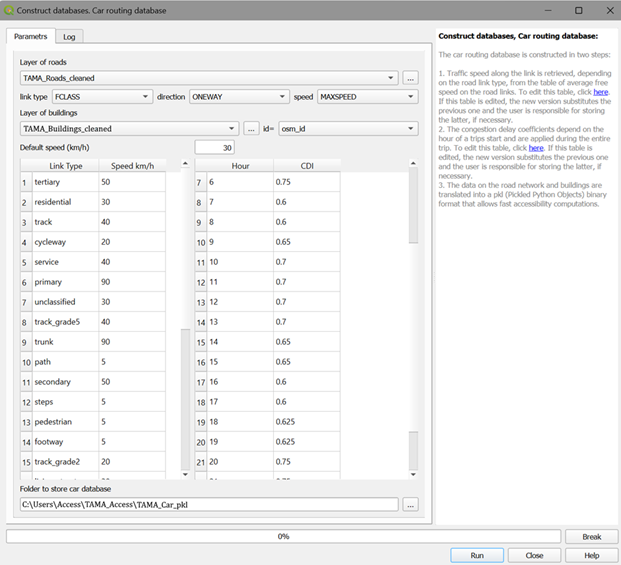 Construct databases. Car routing database
Parametrs Log
Layer of roads
TAMA_Roads_cleaned ...
link type FCLASS direction ONEWAY speed MAXSPEED
Layer of buildings
TAMA_Buildings_cleaned ... id= osm_id
Default speed (km/h) 30
Link Type Speed km/h Hour CDI
1 tertiary 50 7 6 0.75
2 residential 30 8 7 0.6
3 track 40 9 8 0.6
4 cycleway 20 10 9 0.65
5 service 40 11 10 0.7
6 primary 90 12 11 0.7
7 unclassified 30 13 12 0.7
8 track_grade5 40 14 13 0.7
9 trunk 90 15 14 0.65
10 path 5 16 15 0.65
11 secondary 50 17 16 0.6
12 steps 5 18 17 0.6
13 pedestrian 5 19 18 0.625
14 footway 5 20 19 0.625
15 track_grade2 20 21 20 0.75
Folder to store car database
C:\Users\Access\TAMA_Access\TAMA_Car_pkl ...
Construct databases, Car routing database:
The car routing database is constructed in two steps:
1. Traffic speed along the link is retrieved, depending
on the road link type, from the table of average free
speed on the road links. To edit this table, click here.
If this table is edited, the new version substitutes the
previous one and the user is responsible for storing
the latter, if necessary.
2. The congestion delay coefficients depend on the
hour of a trips start and are applied during the entire
trip. To edit this table, click here. If this table is
edited, the new version substitutes the previous one
and the user is responsible for storing the latter, if
necessary.
3. The data on the road network and buildings are
translated into a pkl (Pickled Python Objects) binary
format that allows fast accessibility computations.
0% Break
Run Close Help